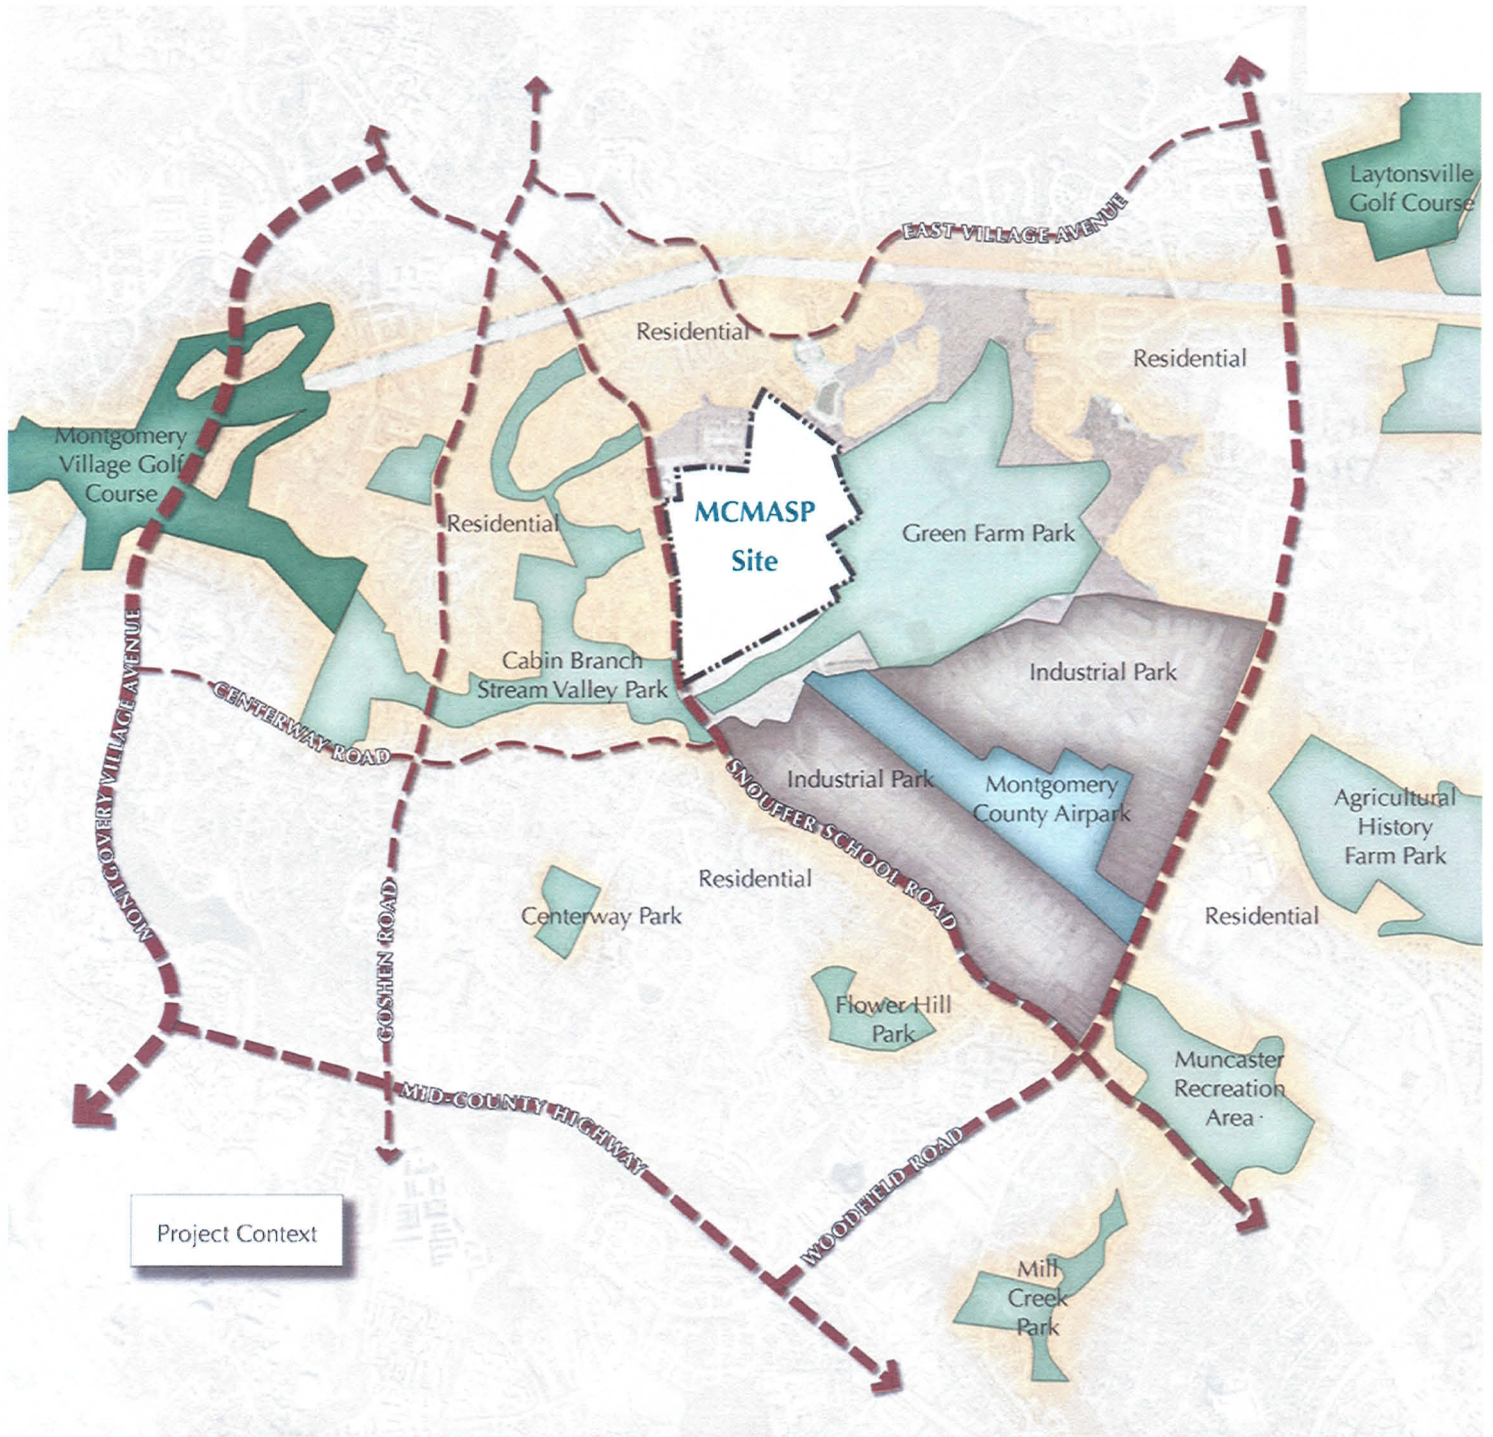 Laytonsville
Golf Course
EAST VILLAGE AVENUE
Residential
Residential
Montgomery
Village Golf
Course
Residential
MCMASP
Site
Green Farm Park
Cabin Branch
Stream Valley Park
Industrial Park
MONTGOVERY VILLAGE AVENUE
CENTERWAY ROAD
SNOUFFER SCHOOL ROAD
Industrial Park
Montgomery
County Airpark
Agricultural
History
Farm Park
Residential
GOSHEN ROAD
Centerway Park
Residential
Flower Hill
Park
Muncaster
Recreation
Area
MID-COUNTY HIGHWAY
WOODFIELD ROAD
Project Context
Mill
Creek
Park